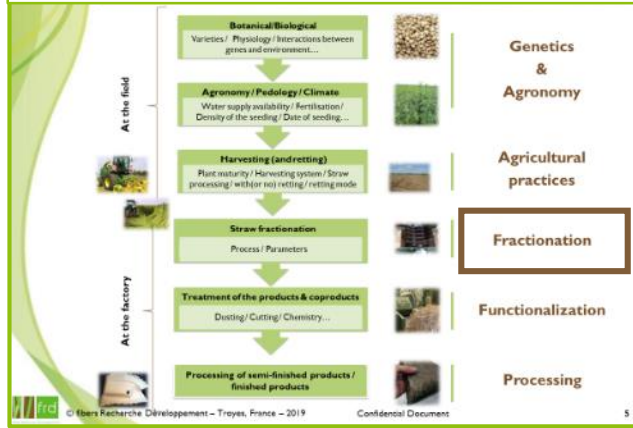 Botanical/Biological
Varieties / Physiology / Interactions between
genes and environment…
Genetics
&
Agronomy
At the field
Agronomy / Pedology / Climate
Water supply availability / Fertilisation /
Density of the seeding / Date of seeding…
Harvesting (and retting)
Plant maturity / Harvesting system / Straw
processing / with(or no) retting / retting mode
Agricultural
practices
Straw fractionation
Process / Parameters
Fractionation
At the factory
Treatment of the products & coproducts
Dusting / Cutting / Chemistry…
Functionalization
Processing of semi-finished products /
finished products
Processing
frd
© fibers Recherche Développement – Troyes, France – 2019
Confidential Document
5